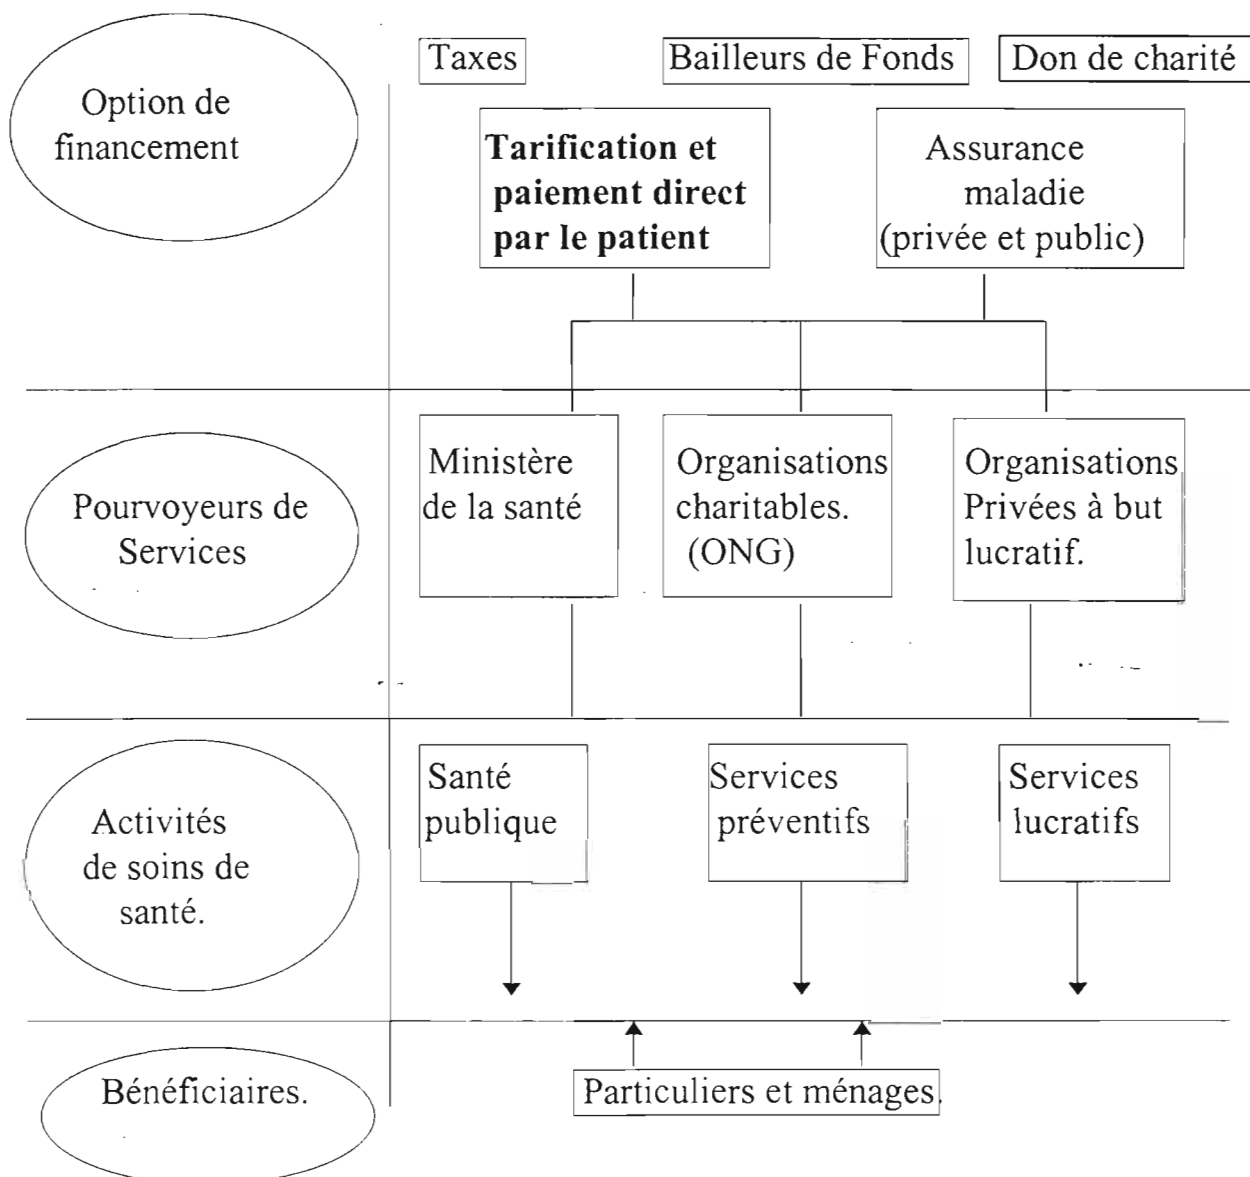 Taxes
Bailleurs de Fonds
Don de charité
Option de
financement
Tarification et
paiement direct
par le patient
Assurance
maladie
(privée et public)
Pourvoyeurs de
Services
Ministère
de la santé
Organisations
charitables.
(ONG)
Organisations
Privées à but
lucratif.
Activités
de soins de
santé.
Santé
publique
Services
préventifs
Services
lucratifs
Bénéficiaires.
Particuliers et ménages.